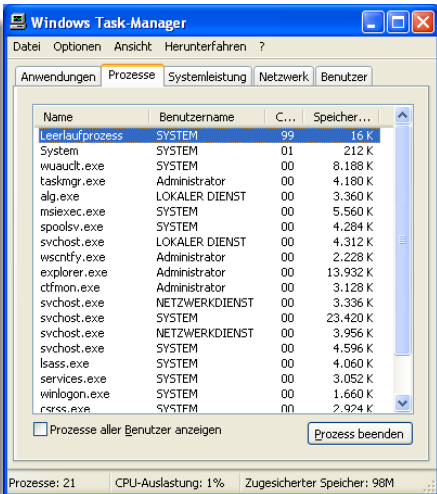 Windows Task-Manager
Datei Optionen Ansicht Herunterfahren ?
Anwendungen Prozesse Systemleistung Netzwerk Benutzer
Name Benutzername C... Speicher...
Leerlaufprozess SYSTEM 99 16 K
System SYSTEM 01 212 K
wuauclt.exe SYSTEM 00 8.188 K
taskmgr.exe Administrator 00 4.180 K
alg.exe LOKALER DIENST 00 3.360 K
msiexec.exe SYSTEM 00 5.560 K
spoolsv.exe SYSTEM 00 4.284 K
svchost.exe LOKALER DIENST 00 4.312 K
wscntfy.exe Administrator 00 2.228 K
explorer.exe Administrator 00 13.932 K
ctfmon.exe Administrator 00 3.128 K
svchost.exe NETZWERKDIENST 00 3.336 K
svchost.exe SYSTEM 00 23.420 K
svchost.exe NETZWERKDIENST 00 3.956 K
svchost.exe SYSTEM 00 4.596 K
lsass.exe SYSTEM 00 4.060 K
services.exe SYSTEM 00 3.052 K
winlogon.exe SYSTEM 00 1.660 K
csrss.exe SYSTEM 00 2.924 K
Prozesse aller Benutzer anzeigen Prozess beenden
Prozesse: 21 CPU-Auslastung: 1% Zugesicherter Speicher: 98M